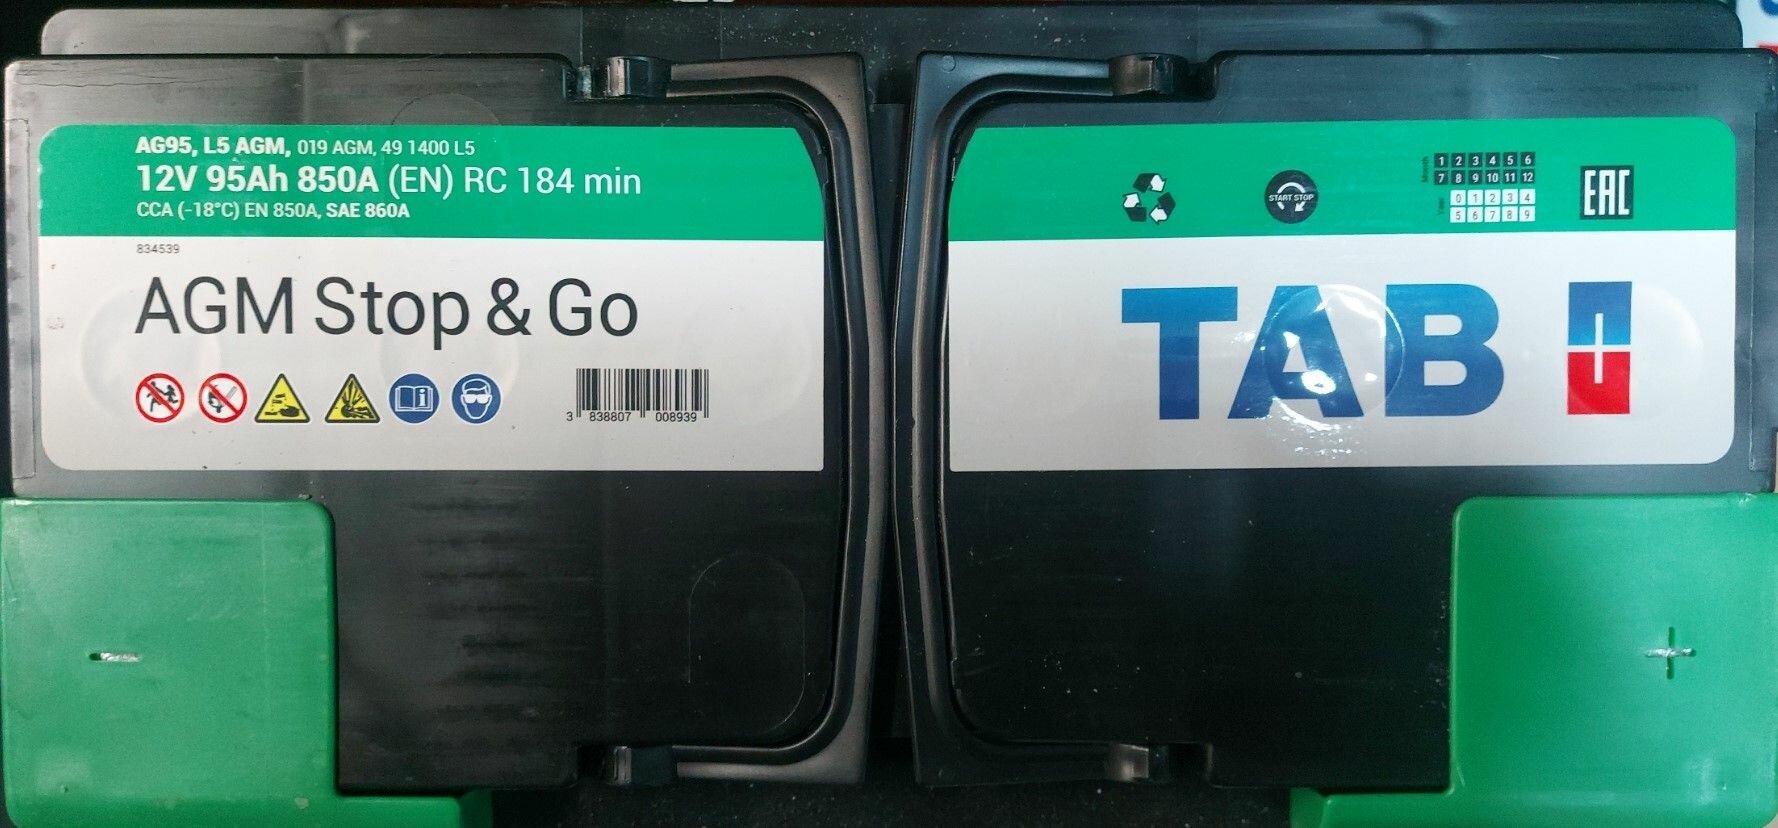 AG95, L5 AGM, 019 AGM, 49 1400 L5
12V 95Ah 850A (EN) RC 184 min
CCA (-18°C) EN 850A, SAE 860A
834539
AGM Stop & Go
3 838807 008939
START STOP
Month
1 2 3 4 5 6
7 8 9 10 11 12
Year
0 1 2 3 4
5 6 7 8 9
EAC
TAB
- +